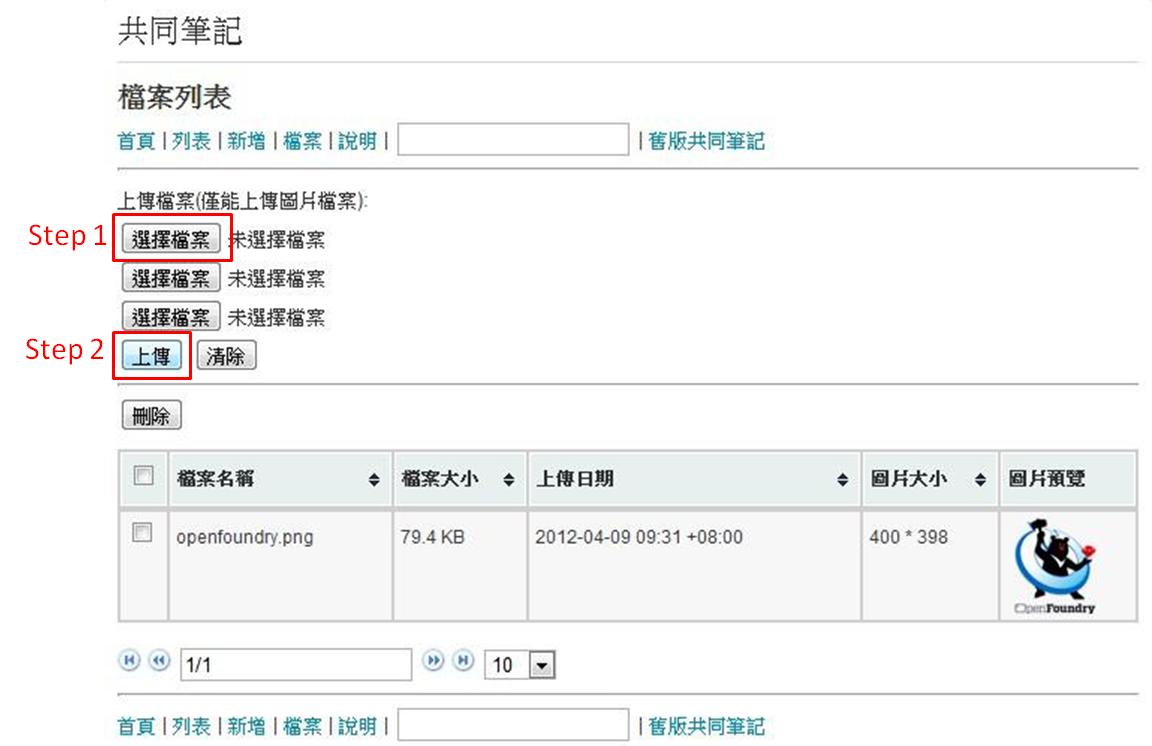 共同筆記
檔案列表
首頁 | 列表 | 新增 | 檔案 | 說明 | | 舊版共同筆記
上傳檔案(僅能上傳圖片檔案):
Step 1 選擇檔案 未選擇檔案
選擇檔案 未選擇檔案
選擇檔案 未選擇檔案
Step 2 上傳 清除
刪除
檔案名稱 檔案大小 上傳日期 圖片大小 圖片預覽
openfoundry.png 79.4 KB 2012-04-09 09:31 +08:00 400 * 398
OpenFoundry
1/1 10
首頁 | 列表 | 新增 | 檔案 | 說明 | | 舊版共同筆記